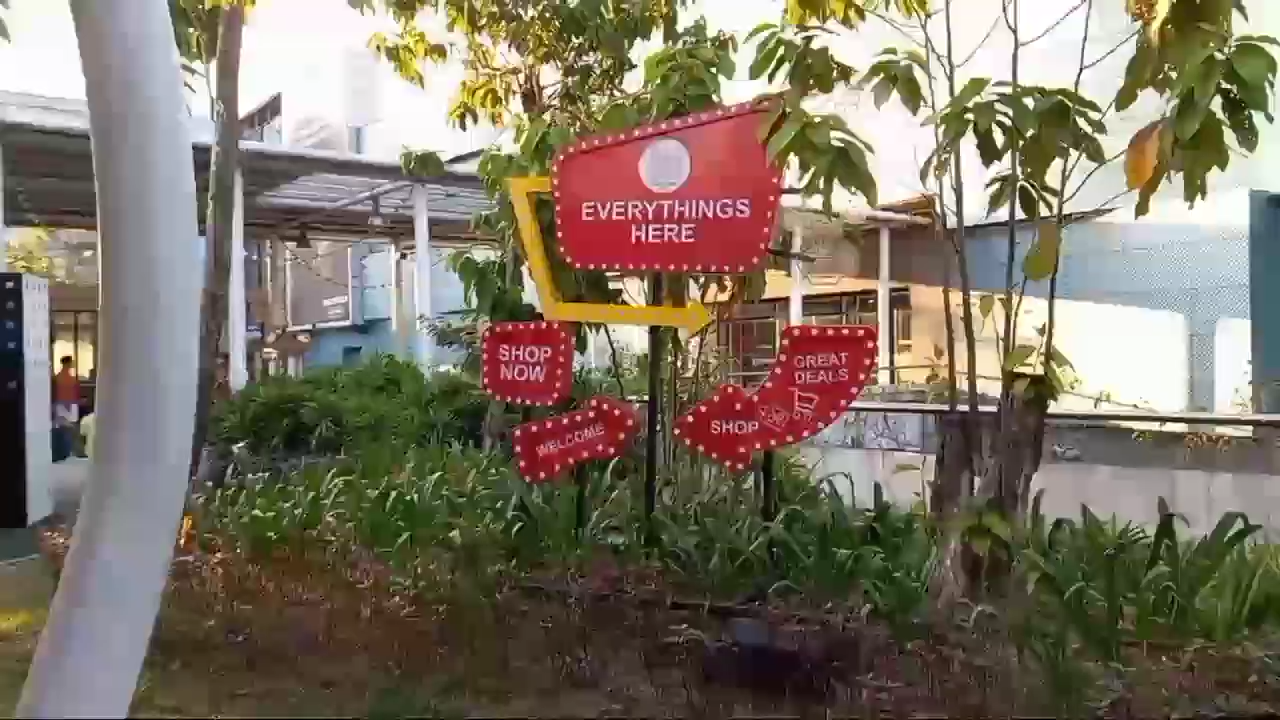 EVERYTHINGS
HERE
SHOP
NOW
GREAT
DEALS
WELCOME
SHOP